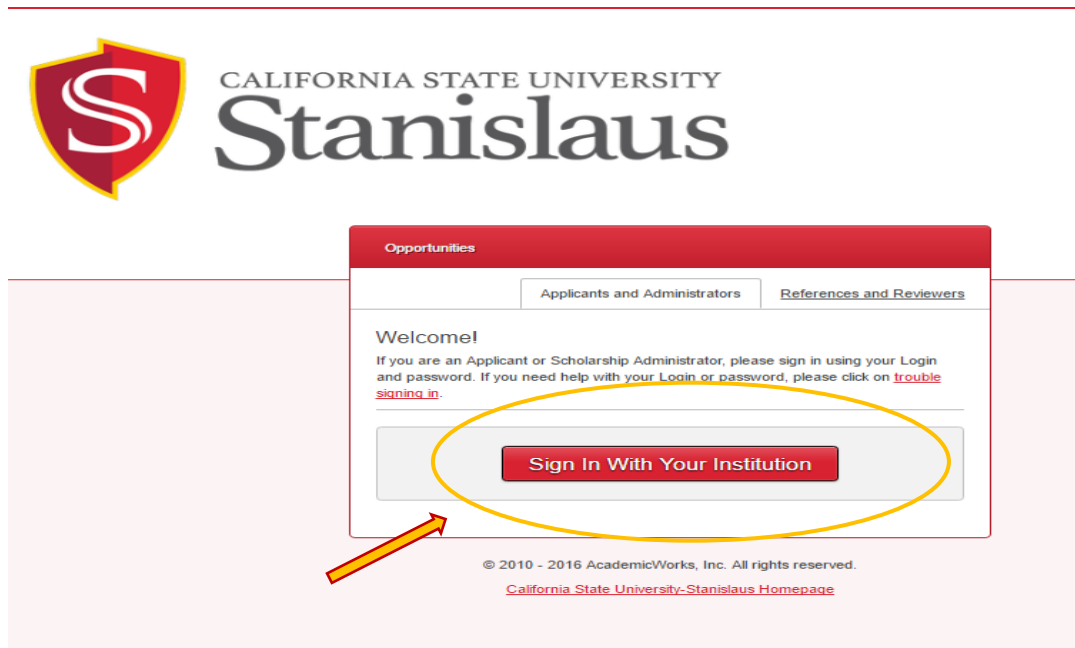 S
CALIFORNIA STATE UNIVERSITY
Stanislaus
Opportunities
Applicants and Administrators
References and Reviewers
Welcome!
If you are an Applicant or Scholarship Administrator, please sign in using your Login
and password. If you need help with your Login or password, please click on trouble
signing in.
Sign In With Your Institution
© 2010 - 2016 AcademicWorks, Inc. All rights reserved.
California State University-Stanislaus Homepage